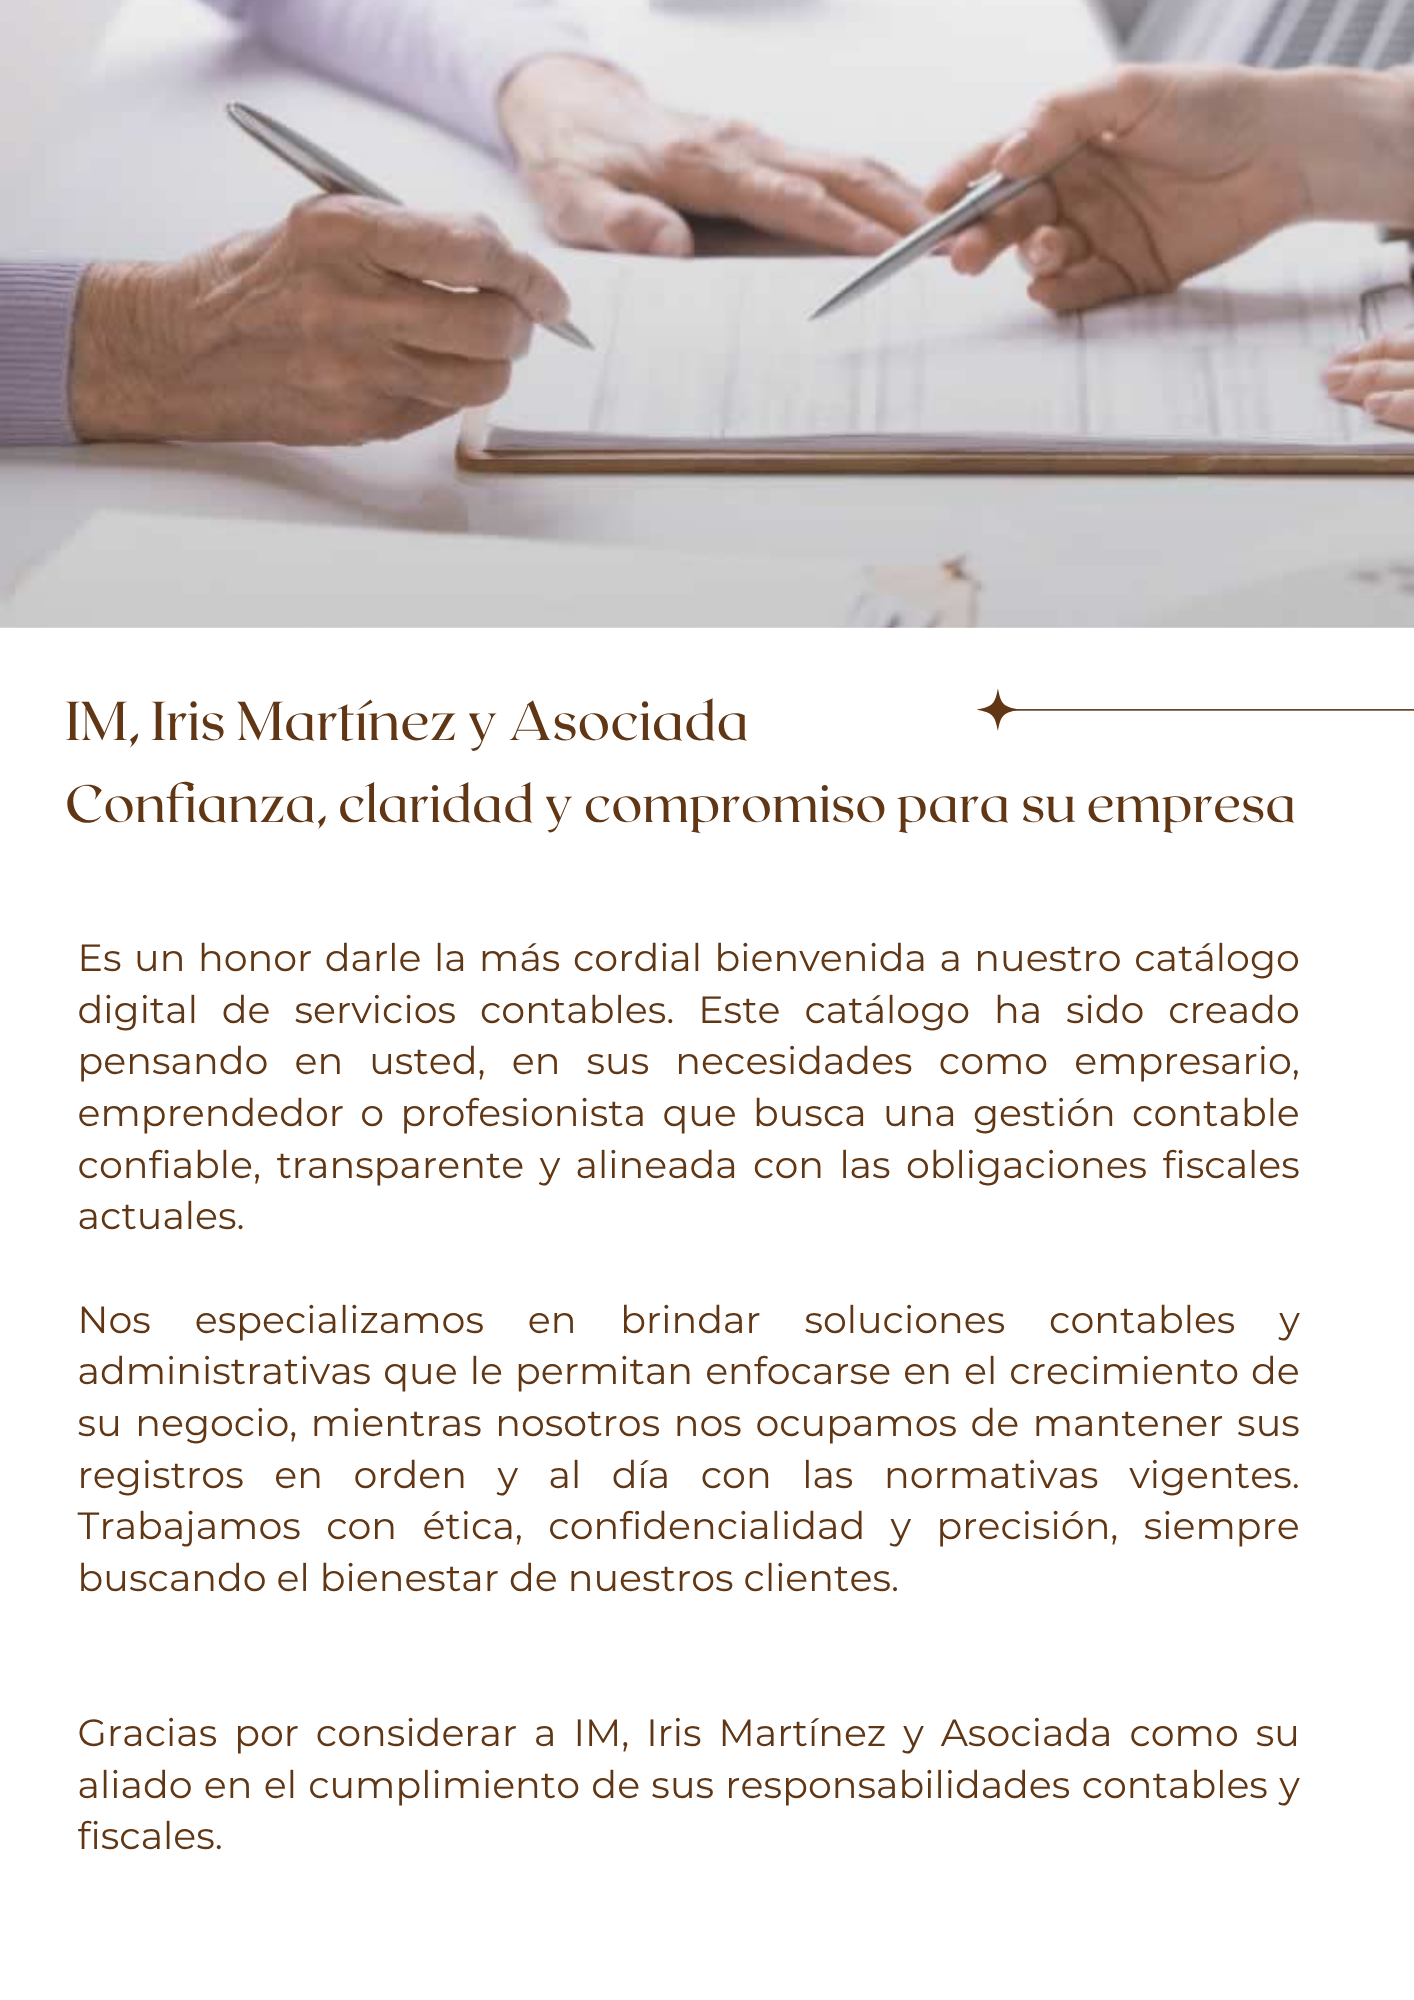 IM, Iris Martínez y Asociada
Confianza, claridad y compromiso para su empresa
Es un honor darle la más cordial bienvenida a nuestro catálogo
digital de servicios contables. Este catálogo ha sido creado
pensando en usted, en sus necesidades como empresario,
emprendedor o profesionista que busca una gestión contable
confiable, transparente y alineada con las obligaciones fiscales
actuales.
Nos especializamos en brindar soluciones contables y
administrativas que le permitan enfocarse en el crecimiento de
su negocio, mientras nosotros nos ocupamos de mantener sus
registros en orden y al día con las normativas vigentes.
Trabajamos con ética, confidencialidad y precisión, siempre
buscando el bienestar de nuestros clientes.
Gracias por considerar a IM, Iris Martínez y Asociada como su
aliado en el cumplimiento de sus responsabilidades contables y
fiscales.